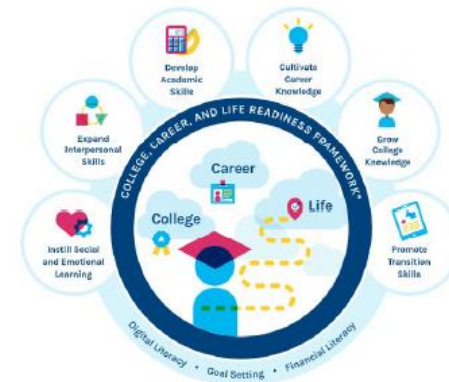 Develop
Academic
Skills
Cultivate
Career
Knowledge
Expand
Interpersonal
Skills
Grow
College
Knowledge
Instill Social
and Emotional
Learning
Promote
Transition
Skills
COLLEGE, CAREER, AND LIFE READINESS FRAMEWORK®
Career
College
Life
Digital Literacy • Goal Setting • Financial Literacy